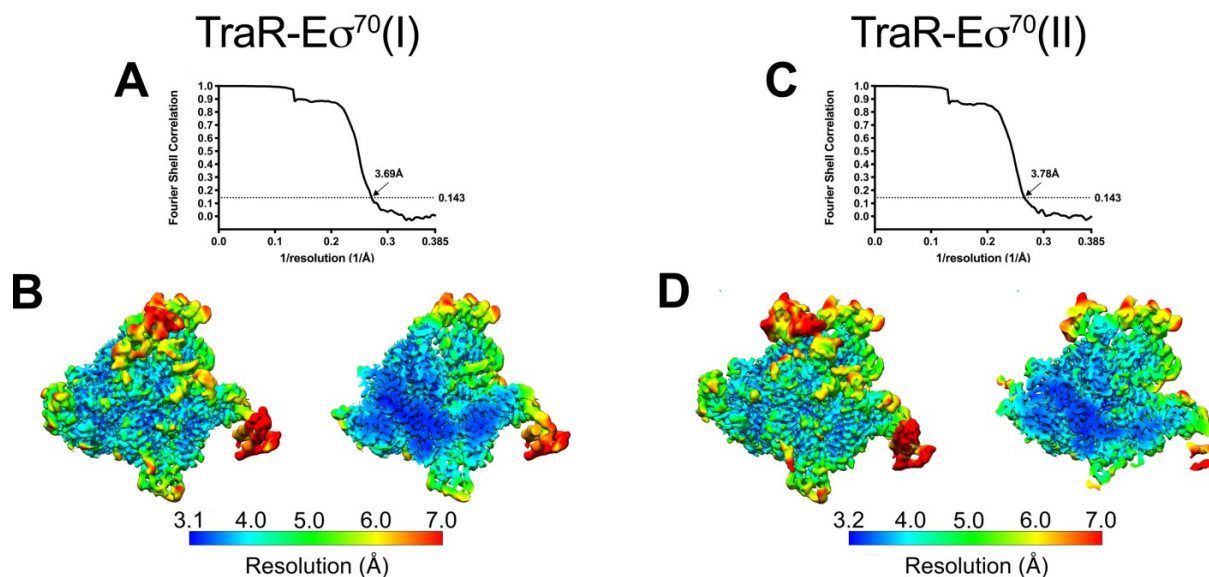 TraR-Eσ70(I)
A
Fourier Shell Correlation
1.0
0.9
0.8
0.7
0.6
0.5
0.4
0.3
0.2
0.1
0.0
3.69Å
0.143
0.0 0.1 0.2 0.3 0.385
1/resolution (1/Å)
B
3.1 4.0 5.0 6.0 7.0
Resolution (Å)
TraR-Eσ70(II)
C
Fourier Shell Correlation
1.0
0.9
0.8
0.7
0.6
0.5
0.4
0.3
0.2
0.1
0.0
3.78Å
0.143
0.0 0.1 0.2 0.3 0.385
1/resolution (1/Å)
D
3.2 4.0 5.0 6.0 7.0
Resolution (Å)